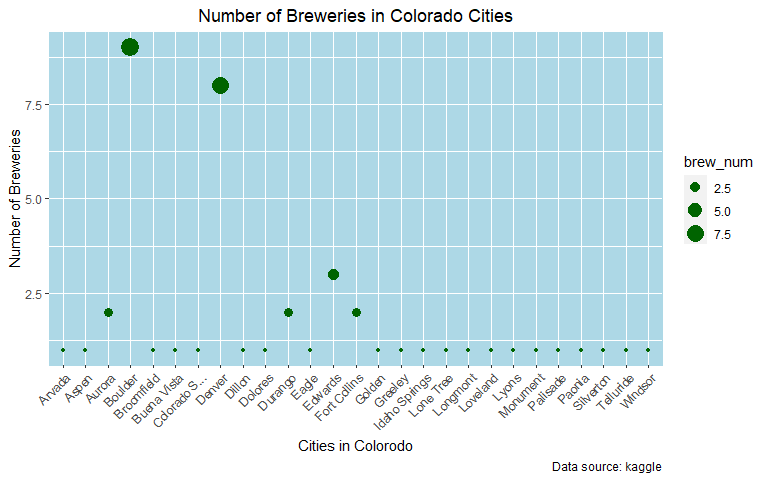 Number of Breweries in Colorado Cities
Number of Breweries
7.5
5.0
2.5
Arvada
Aspen
Aurora
Boulder
Broomfield
Buena Vista
Colorado S...
Denver
Dillon
Dolores
Durango
Eagle
Edwards
Fort Collins
Golden
Greeley
Idaho Springs
Lone Tree
Longmont
Loveland
Lyons
Monument
Palisade
Paonia
Silverton
Telluride
Windsor
Cities in Colorodo
brew_num
2.5
5.0
7.5
Data source: kaggle